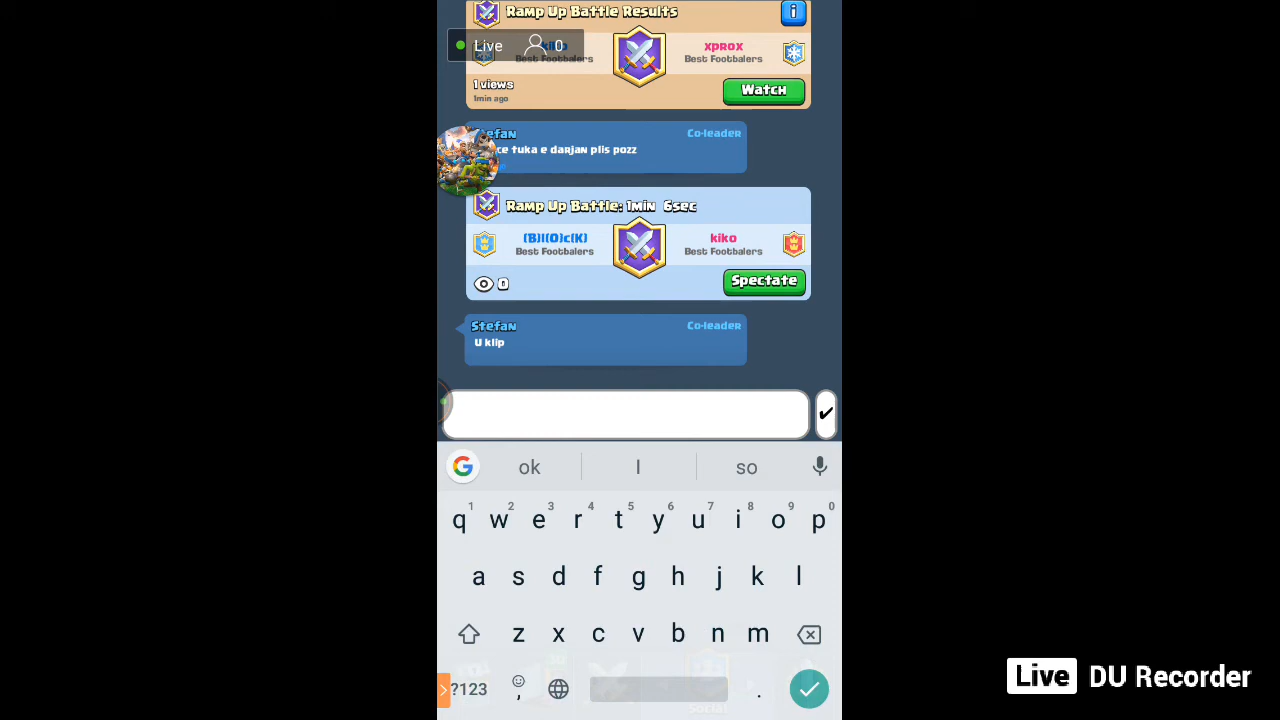 Ramp Up Battle Results
i
Live 0
xprox
Best Footbalers
Best Footbalers
1 views
1min ago
Watch
Stefan
Co-leader
tuka e darjan plis pozz
Ramp Up Battle: 1min 6sec
(B)l(O)c(K)
kiko
Best Footbalers
Best Footbalers
0
Spectate
Stefan
Co-leader
U klip
G ok I so
1 2 3 4 5 6 7 8 9 0
q w e r t y u i o p
a s d f g h j k l
z x c v b n m
?123 , .
Social
Live DU Recorder